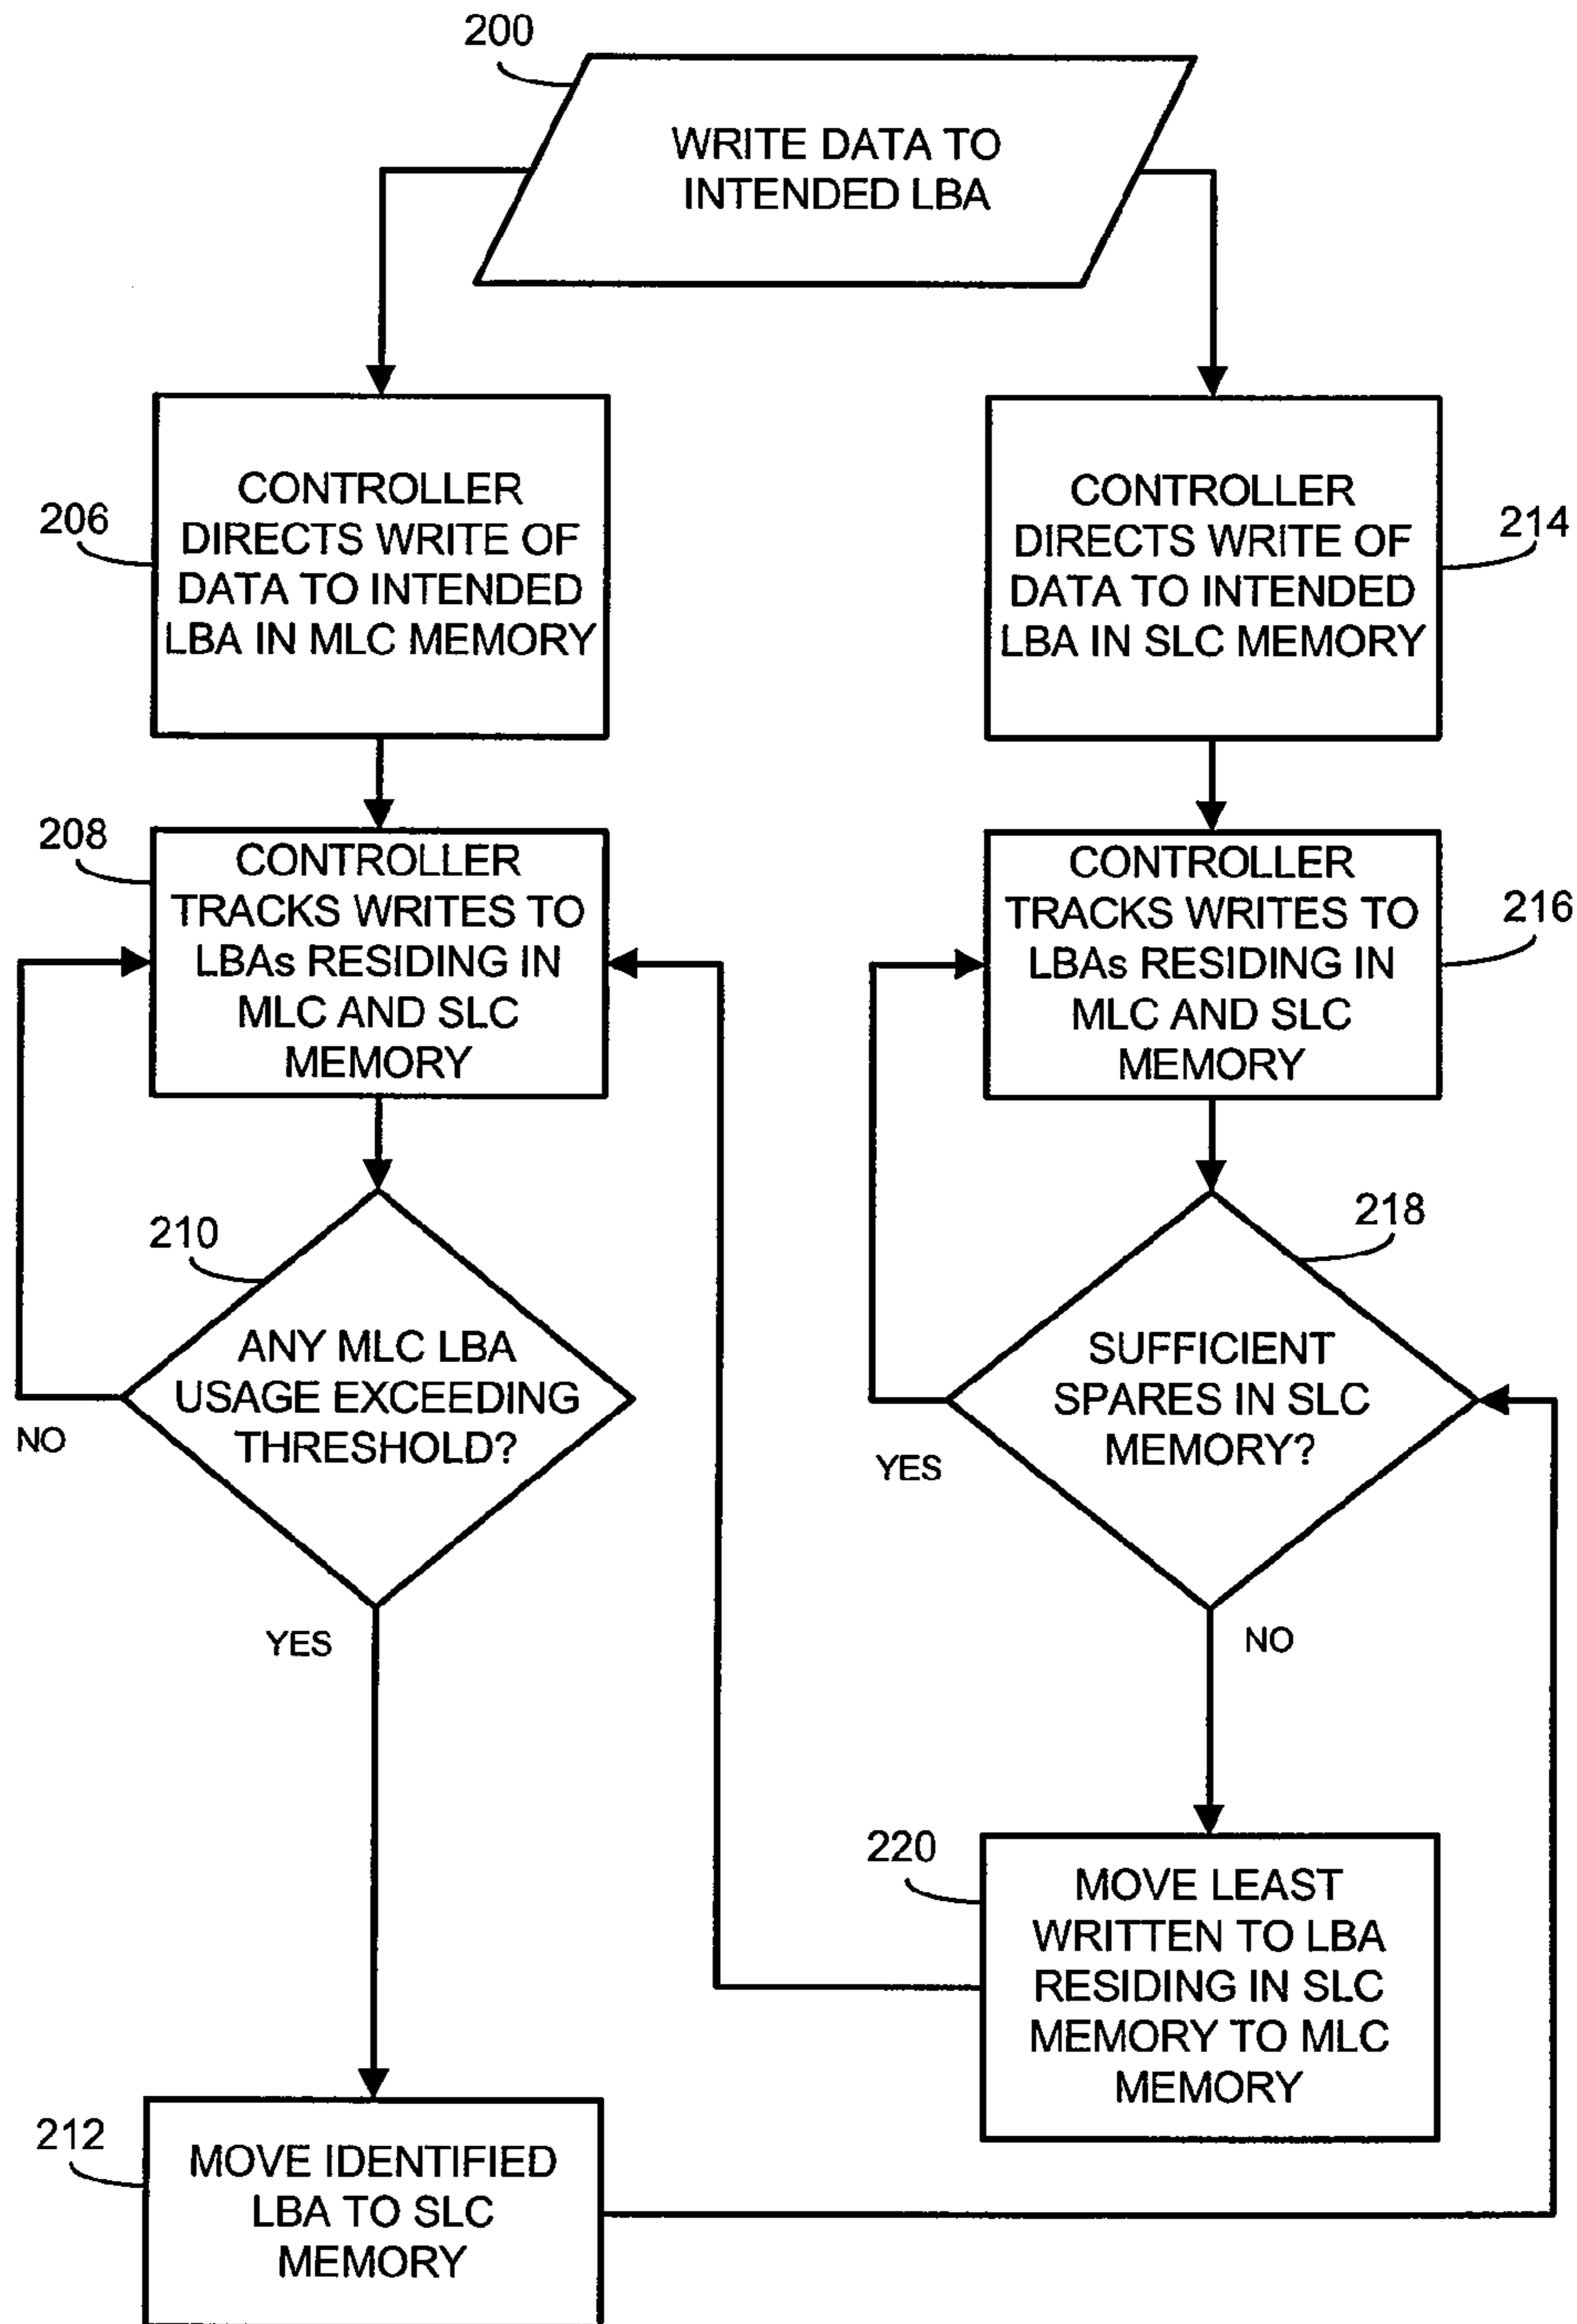 200
WRITE DATA TO
INTENDED LBA
206
CONTROLLER
DIRECTS WRITE OF
DATA TO INTENDED
LBA IN MLC MEMORY
CONTROLLER
DIRECTS WRITE OF
DATA TO INTENDED
LBA IN SLC MEMORY
214
208
CONTROLLER
TRACKS WRITES TO
LBAs RESIDING IN
MLC AND SLC
MEMORY
CONTROLLER
TRACKS WRITES TO
LBAs RESIDING IN
MLC AND SLC
MEMORY
216
210
ANY MLC LBA
USAGE EXCEEDING
THRESHOLD?
NO
YES
218
SUFFICIENT
SPARES IN SLC
MEMORY?
YES
NO
220
MOVE LEAST
WRITTEN TO LBA
RESIDING IN SLC
MEMORY TO MLC
MEMORY
212
MOVE IDENTIFIED
LBA TO SLC
MEMORY